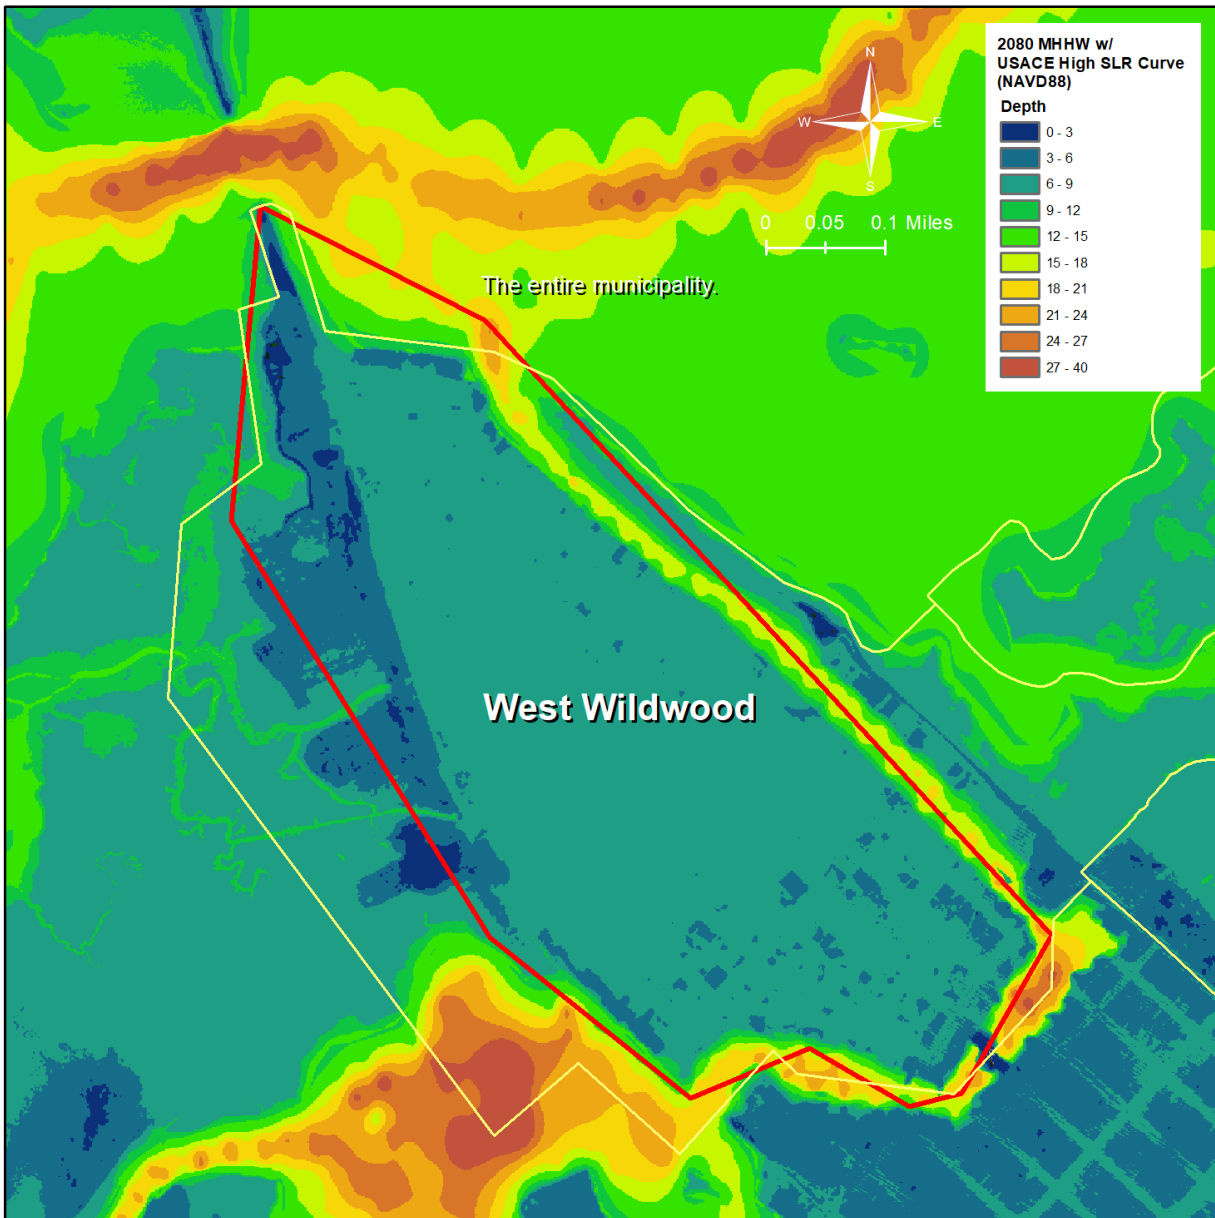 2080 MHHW w/
USACE High SLR Curve
(NAVD88)
Depth
0 - 3
3 - 6
6 - 9
9 - 12
12 - 15
15 - 18
18 - 21
21 - 24
24 - 27
27 - 40
N
W
E
S
0 0.05 0.1 Miles
The entire municipality.
West Wildwood